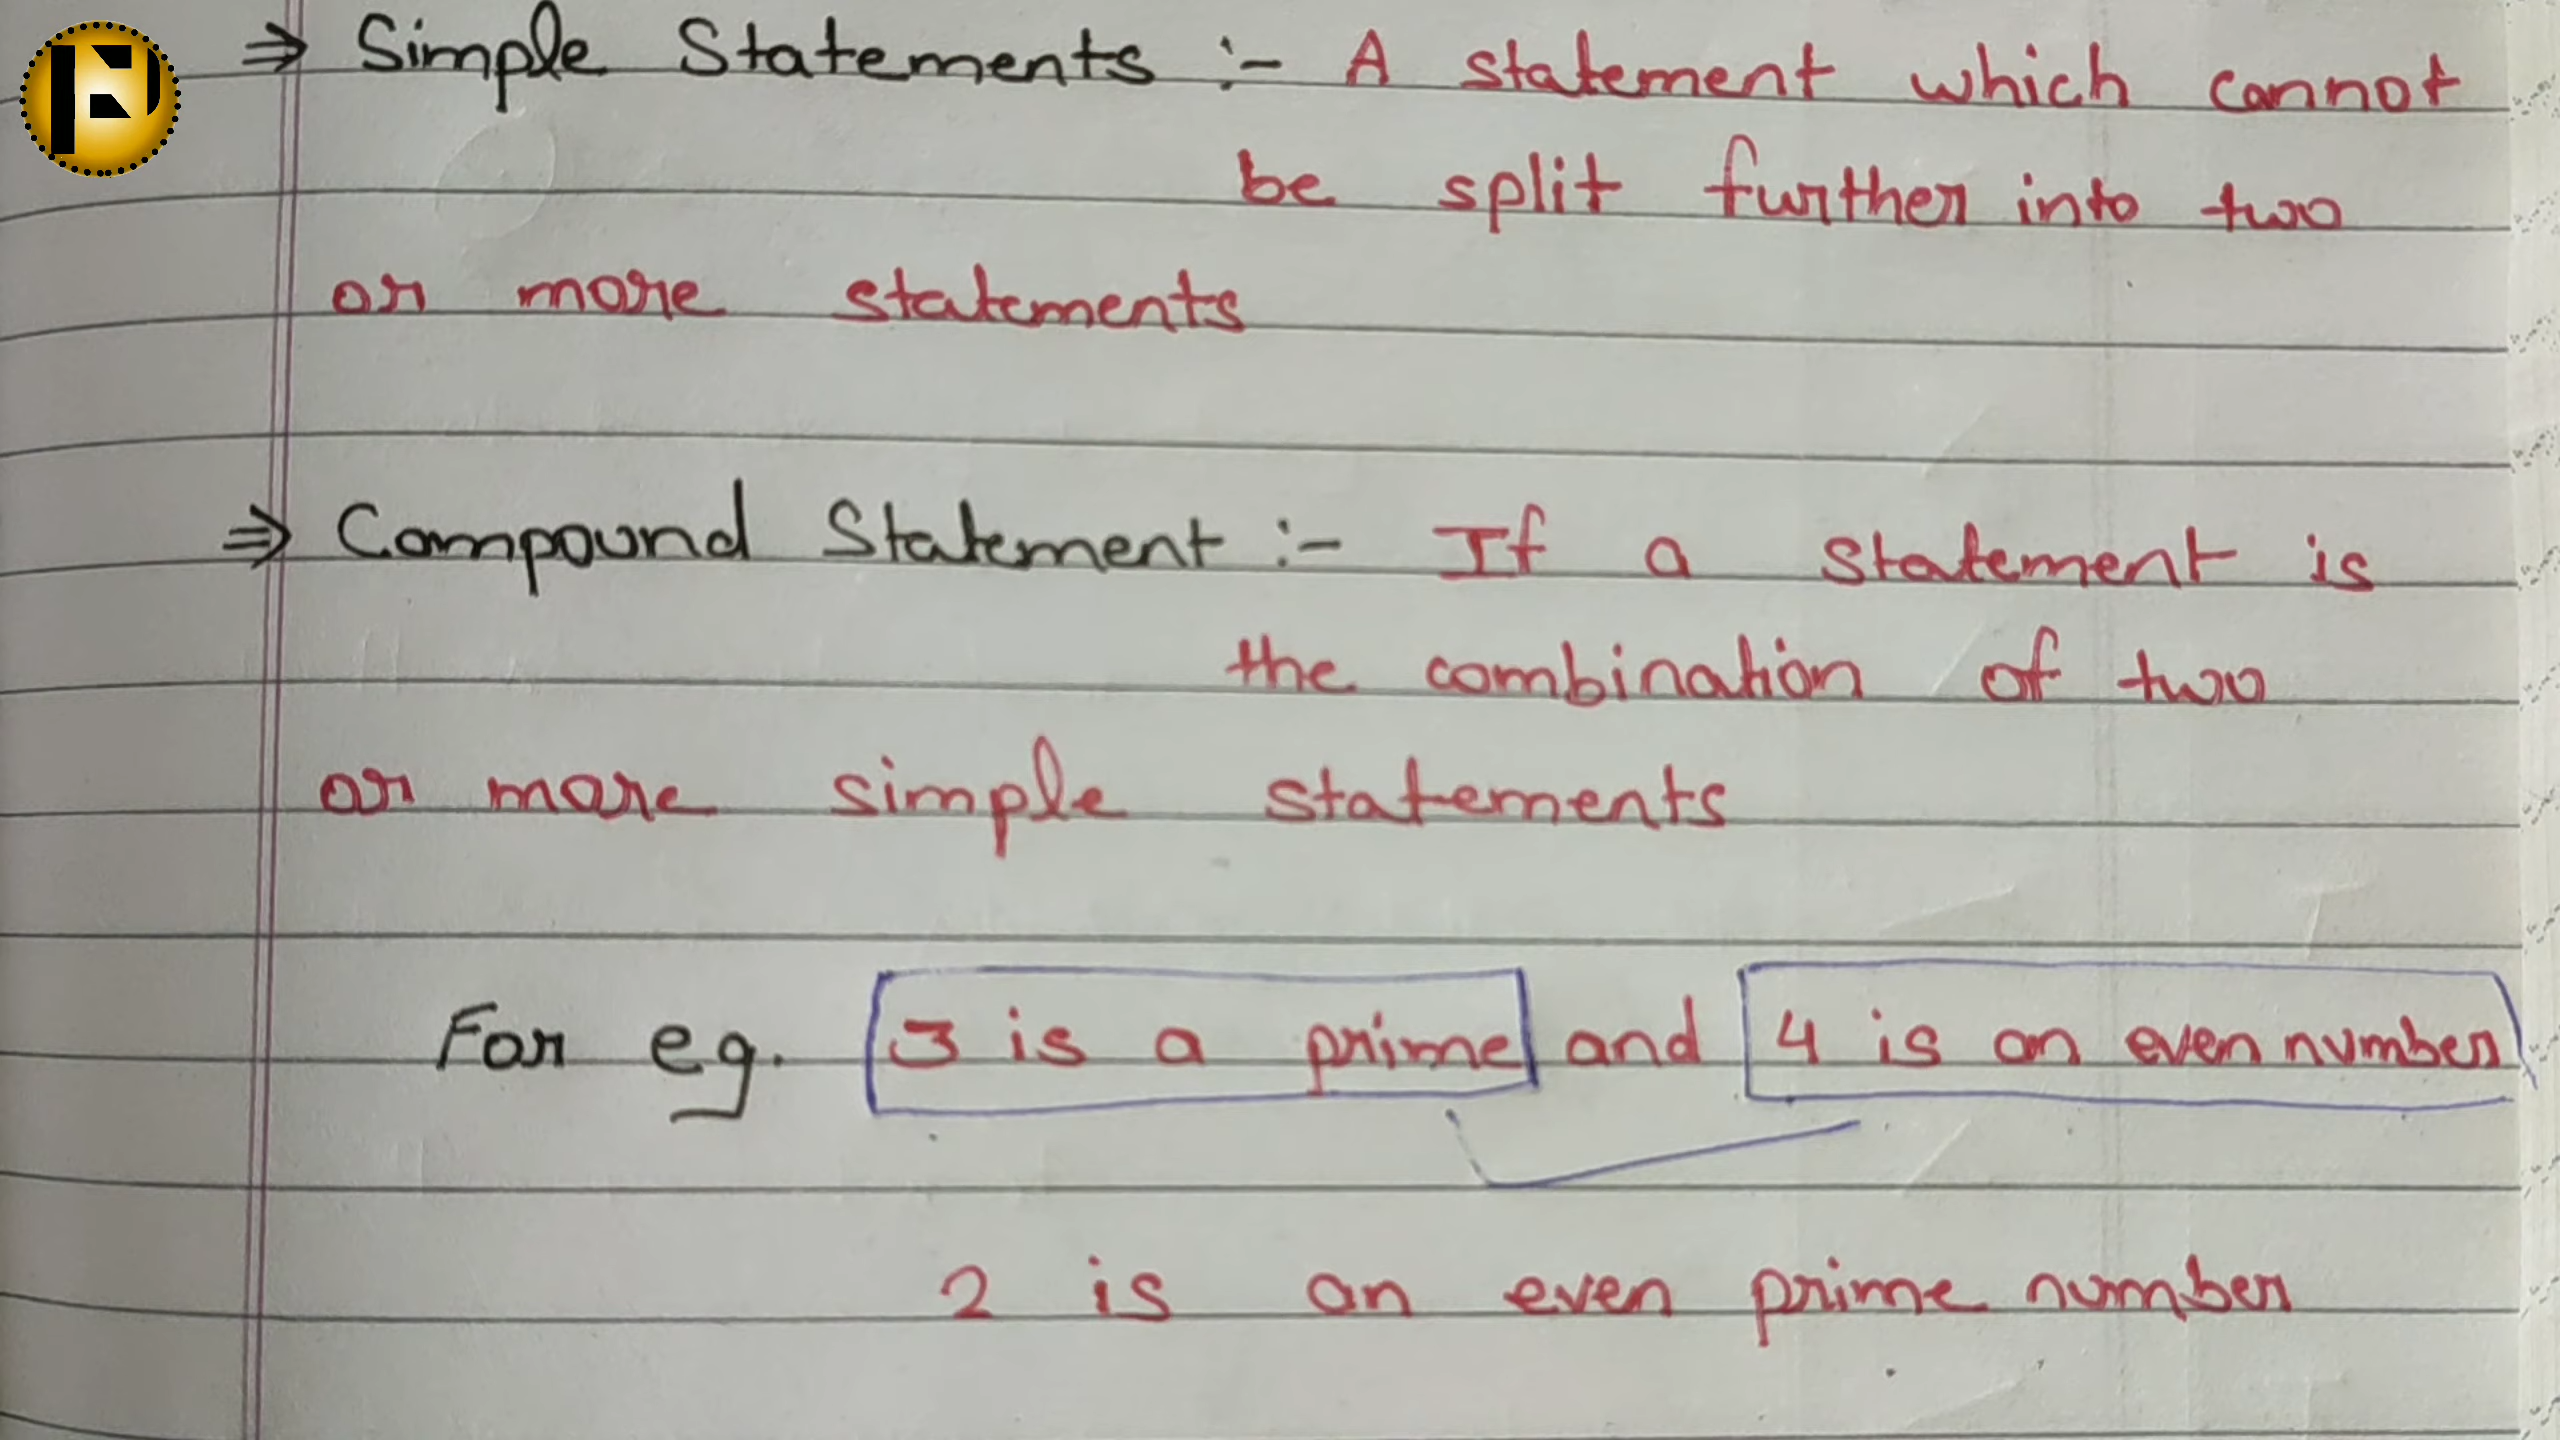 ⇒ Simple Statements :- A statement which cannot
be split further into two
or more statements
⇒ Compound Statement :- If a statement is
the combination of two
or more simple statements
For eg. 3 is a prime and 4 is an even number
2 is an even prime number